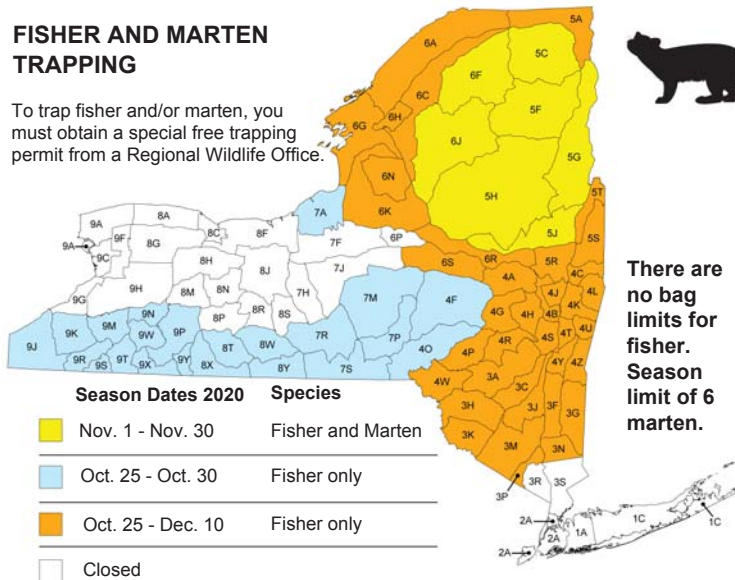 FISHER AND MARTEN
TRAPPING
To trap fisher and/or marten, you
must obtain a special free trapping
permit from a Regional Wildlife Office.
6A
5A
5C
6F
6C
5F
6H
6G
6J
5G
6N
5H
7A
6K
5T
9A
8A
8C
8F
6P
5J
9F
9A
8G
7F
5S
9C
6S
6R
5R
8H
8J
7J
4A
4C
9G
9H
8M
8N
7H
7M
4F
4J
4L
8P
8R
8S
4G
4H
4B
4K
9N
9M
9K
9W
9P
7R
7P
4R
4S
4T
4U
9J
8T
8W
4O
4P
4Y
4Z
9R
9S
9T
9X
9Y
8X
8Y
7S
4W
3A
3C
3H
3J
3F
3G
3K
3M
3N
3P
3R
3S
2A
2A
2A
1A
1C
1C
There are
no bag
limits for
fisher.
Season
limit of 6
marten.
Season Dates 2020 Species
Nov. 1 - Nov. 30 Fisher and Marten
Oct. 25 - Oct. 30 Fisher only
Oct. 25 - Dec. 10 Fisher only
Closed